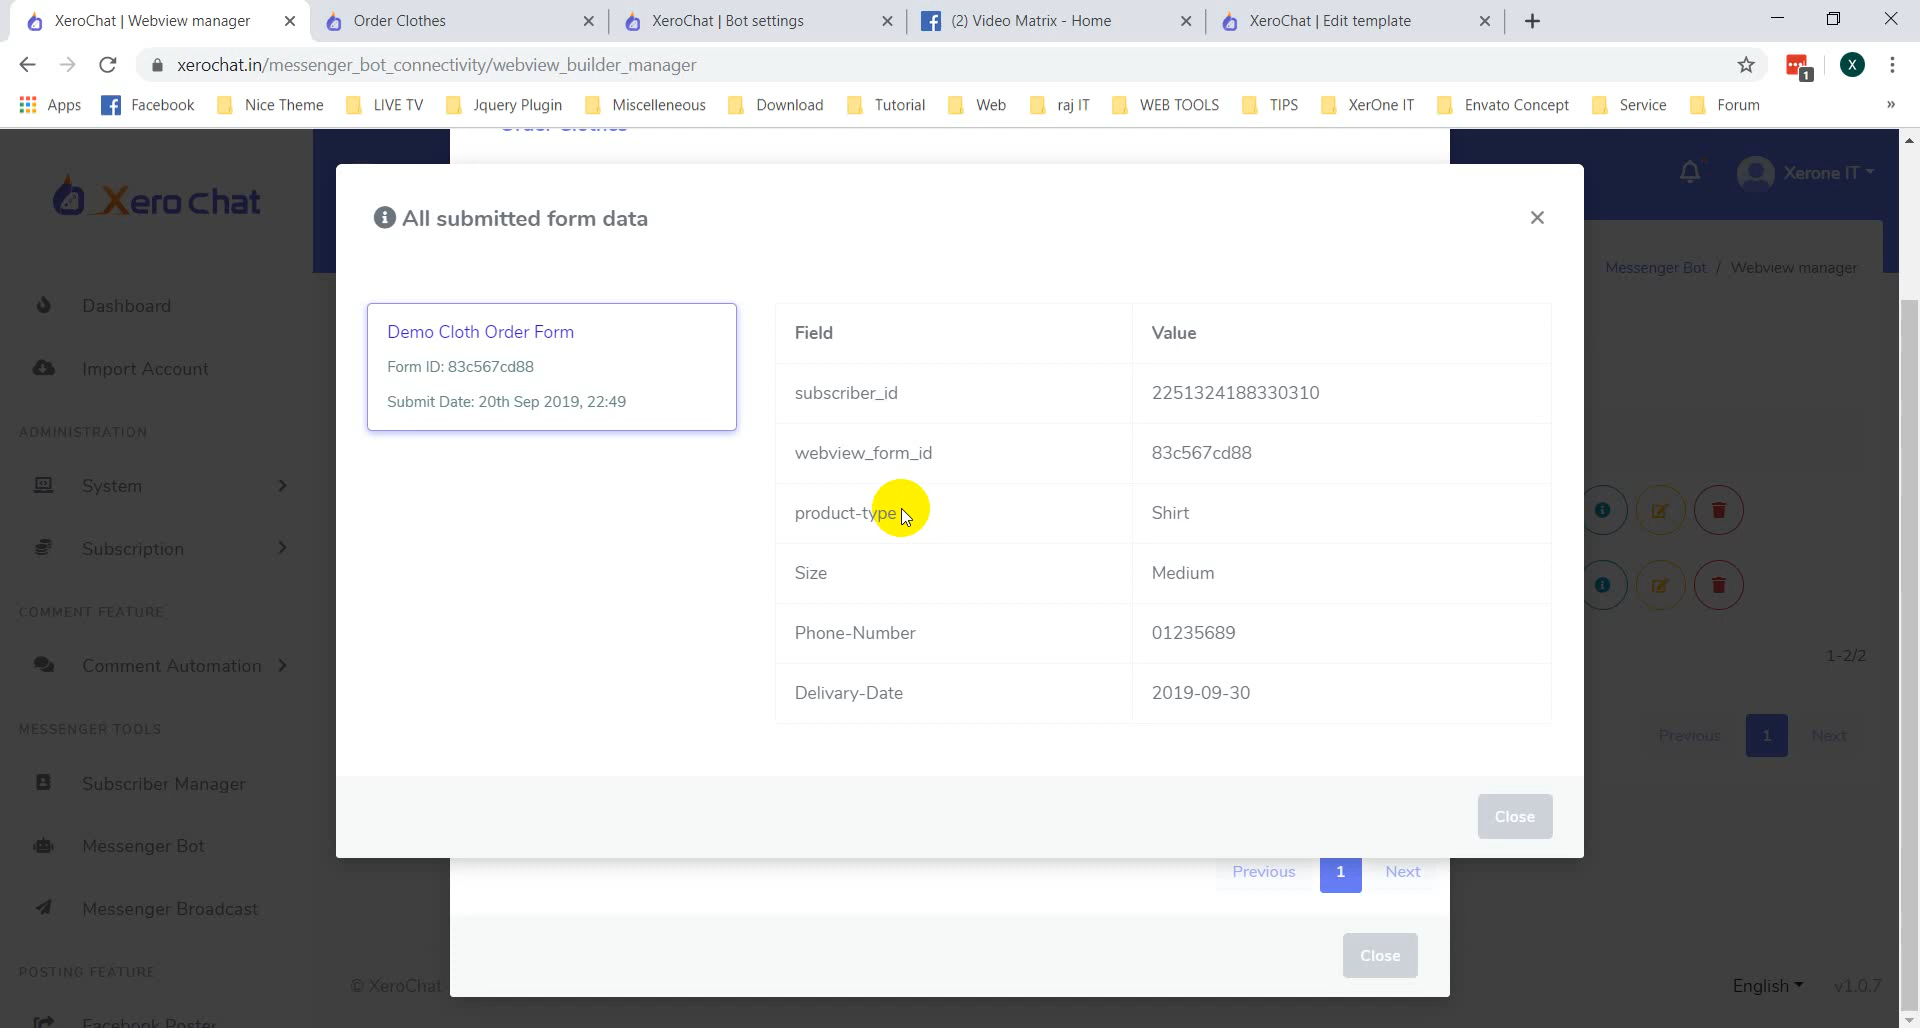 XeroChat | Webview manager
Order Clothes
XeroChat | Bot settings
(2) Video Matrix - Home
XeroChat | Edit template
xerochat.in/messenger_bot_connectivity/webview_builder_manager
1
X
Apps
Facebook
Nice Theme
LIVE TV
Jquery Plugin
Miscelleneous
Download
Tutorial
Web
raj IT
WEB TOOLS
TIPS
XerOne IT
Envato Concept
Service
Forum
»
Order Clothes
Xero chat
Xerone IT
Messenger Bot / Webview manager
Dashboard
Import Account
ADMINISTRATION
System
Subscription
COMMENT FEATURE
Comment Automation
MESSENGER TOOLS
Subscriber Manager
Messenger Bot
Messenger Broadcast
POSTING FEATURE
Facebook Poster
All submitted form data
Demo Cloth Order Form
Form ID: 83c567cd88
Submit Date: 20th Sep 2019, 22:49
Field Value
subscriber_id 2251324188330310
webview_form_id 83c567cd88
product-type Shirt
Size Medium
Phone-Number 01235689
Delivary-Date 2019-09-30
Close
1-2/2
Previous 1 Next
Previous 1 Next
Close
© XeroChat
English
v1.0.7